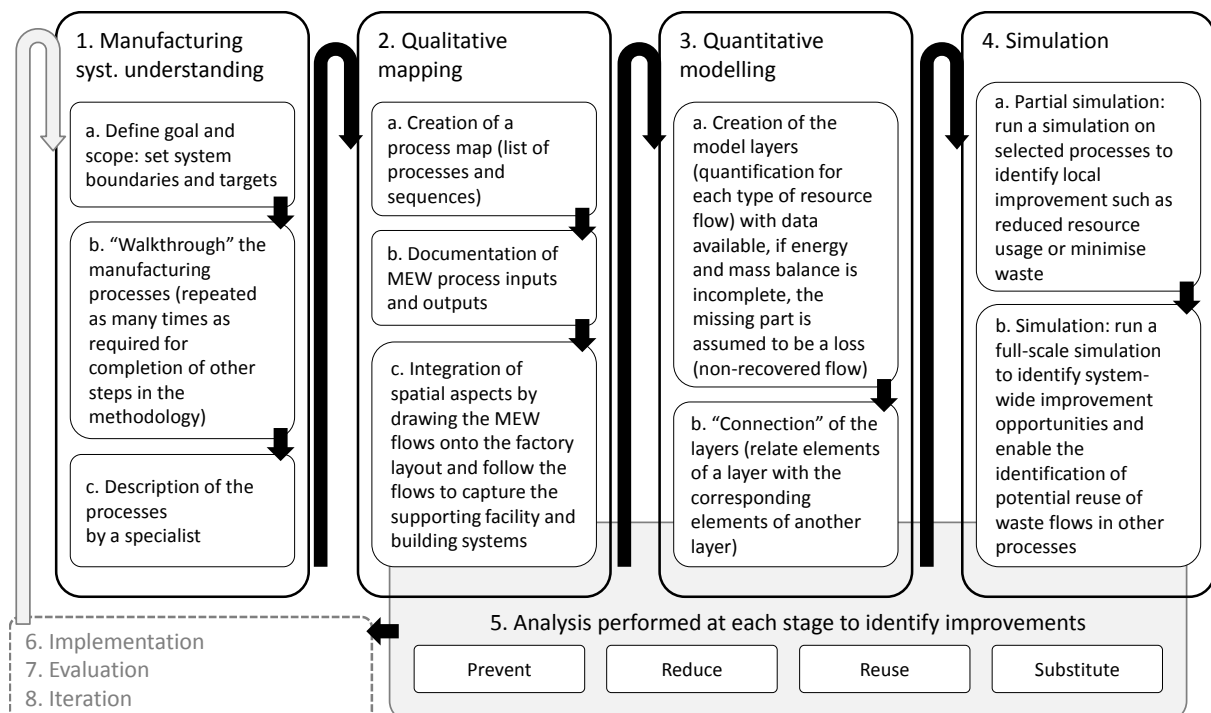 1. Manufacturing
syst. understanding
a. Define goal and
scope: set system
boundaries and targets
b. “Walkthrough” the
manufacturing
processes (repeated
as many times as
required for
completion of other
steps in the
methodology)
c. Description of the
processes
by a specialist
2. Qualitative
mapping
a. Creation of a
process map (list of
processes and
sequences)
b. Documentation of
MEW process inputs
and outputs
c. Integration of
spatial aspects by
drawing the MEW
flows onto the factory
layout and follow the
flows to capture the
supporting facility and
building systems
3. Quantitative
modelling
a. Creation of the
model layers
(quantification for
each type of resource
flow) with data
available, if energy
and mass balance is
incomplete, the
missing part is
assumed to be a loss
(non-recovered flow)
b. “Connection” of the
layers (relate elements
of a layer with the
corresponding
elements of another
layer)
4. Simulation
a. Partial simulation:
run a simulation on
selected processes to
identify local
improvement such as
reduced resource
usage or minimise
waste
b. Simulation: run a
full-scale simulation
to identify system-
wide improvement
opportunities and
enable the
identification of
potential reuse of
waste flows in other
processes
5. Analysis performed at each stage to identify improvements
Prevent
Reduce
Reuse
Substitute
6. Implementation
7. Evaluation
8. Iteration